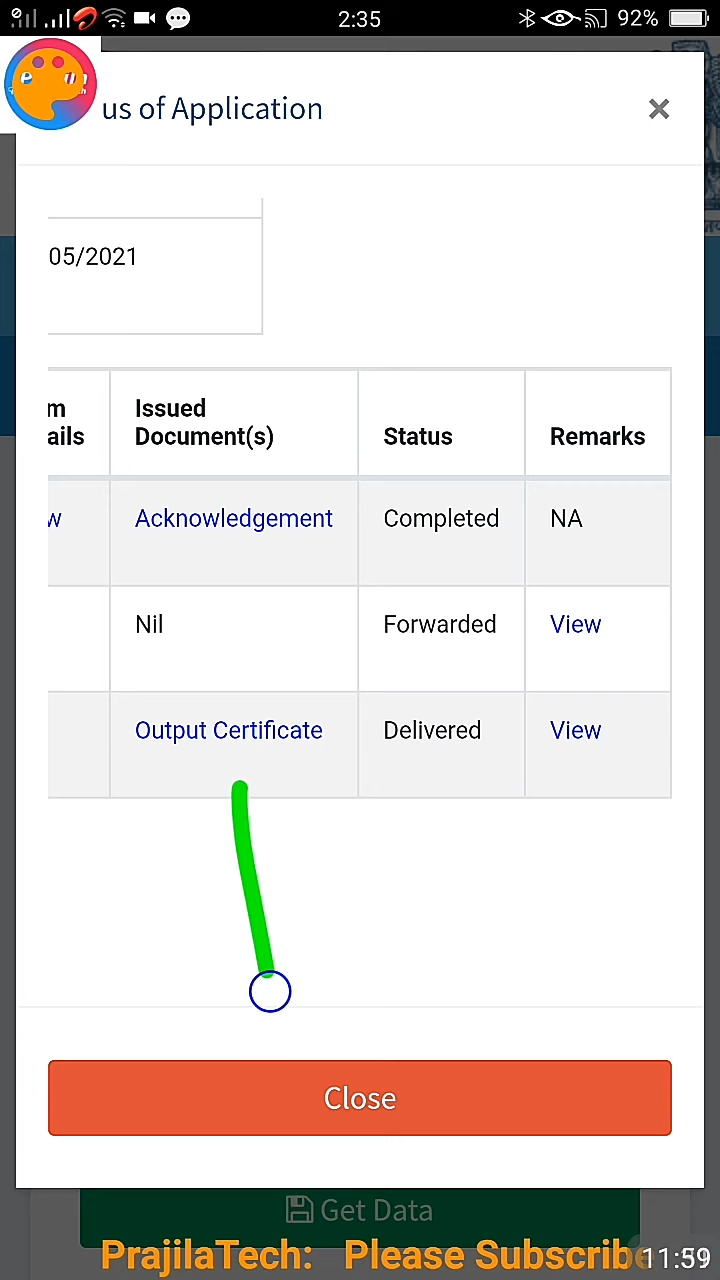 2:35
92%
us of Application
×
05/2021
m
ails
Issued
Document(s)
Status
Remarks
w
Acknowledgement
Completed
NA
Nil
Forwarded
View
Output Certificate
Delivered
View
Close
Get Data
PrajilaTech: Please Subscribe
11:59